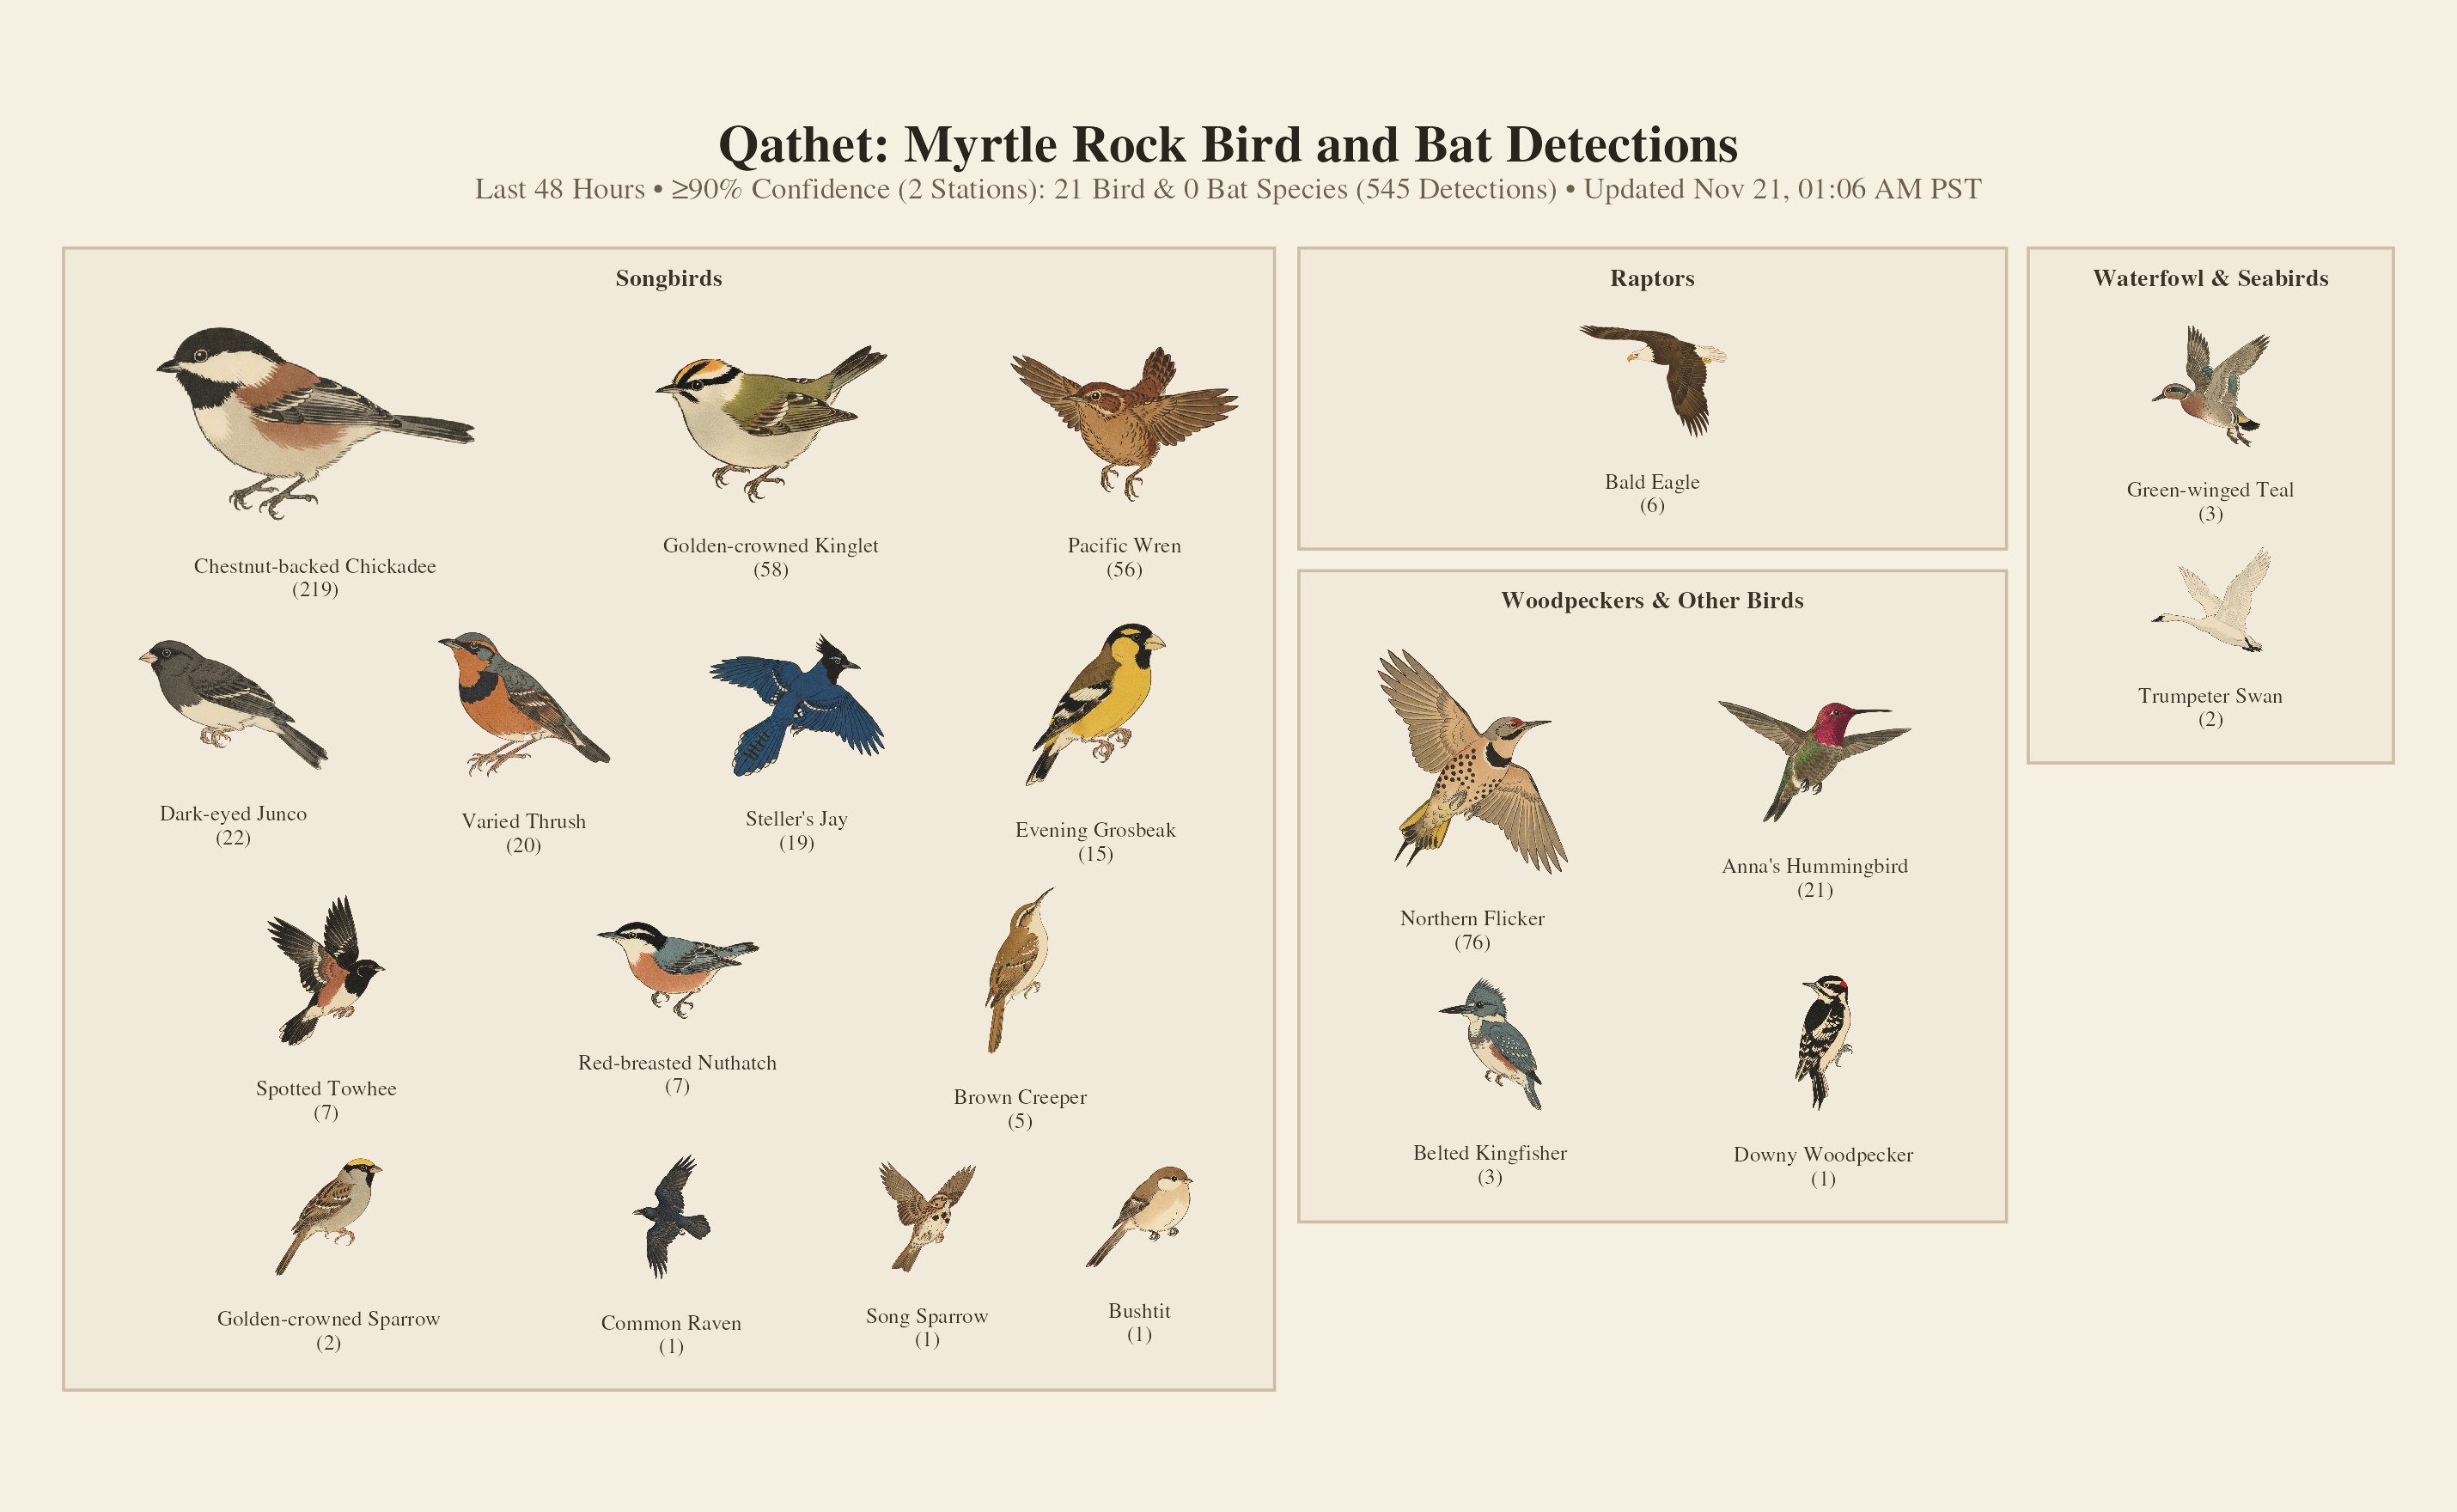 Qathet: Myrtle Rock Bird and Bat Detections
Last 48 Hours • ≥90% Confidence (2 Stations): 21 Bird & 0 Bat Species (545 Detections) • Updated Nov 21, 01:06 AM PST
Songbirds
Chestnut-backed Chickadee
(219)
Golden-crowned Kinglet
(58)
Pacific Wren
(56)
Dark-eyed Junco
(22)
Varied Thrush
(20)
Steller's Jay
(19)
Evening Grosbeak
(15)
Spotted Towhee
(7)
Red-breasted Nuthatch
(7)
Brown Creeper
(5)
Golden-crowned Sparrow
(2)
Common Raven
(1)
Song Sparrow
(1)
Bushtit
(1)
Raptors
Bald Eagle
(6)
Woodpeckers & Other Birds
Northern Flicker
(76)
Anna's Hummingbird
(21)
Belted Kingfisher
(3)
Downy Woodpecker
(1)
Waterfowl & Seabirds
Green-winged Teal
(3)
Trumpeter Swan
(2)